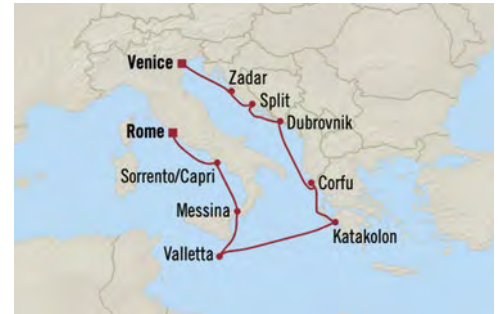 Venice
Zadar
Split
Rome
Dubrovnik
Sorrento/Capri
Corfu
Messina
Katakolon
Valletta